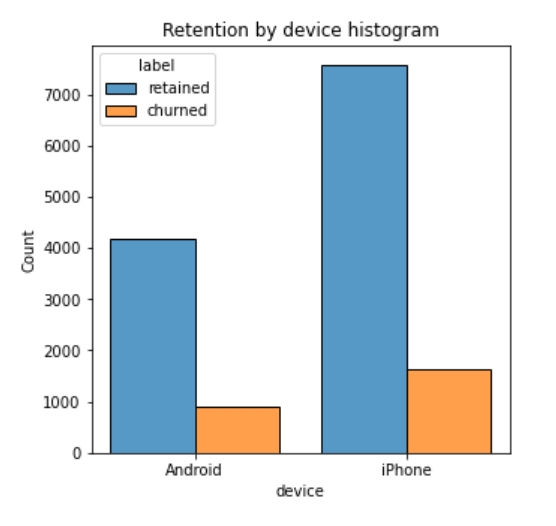 Retention by device histogram
label
retained
churned
7000
6000
5000
4000
3000
2000
1000
0
Count
Android
iPhone
device